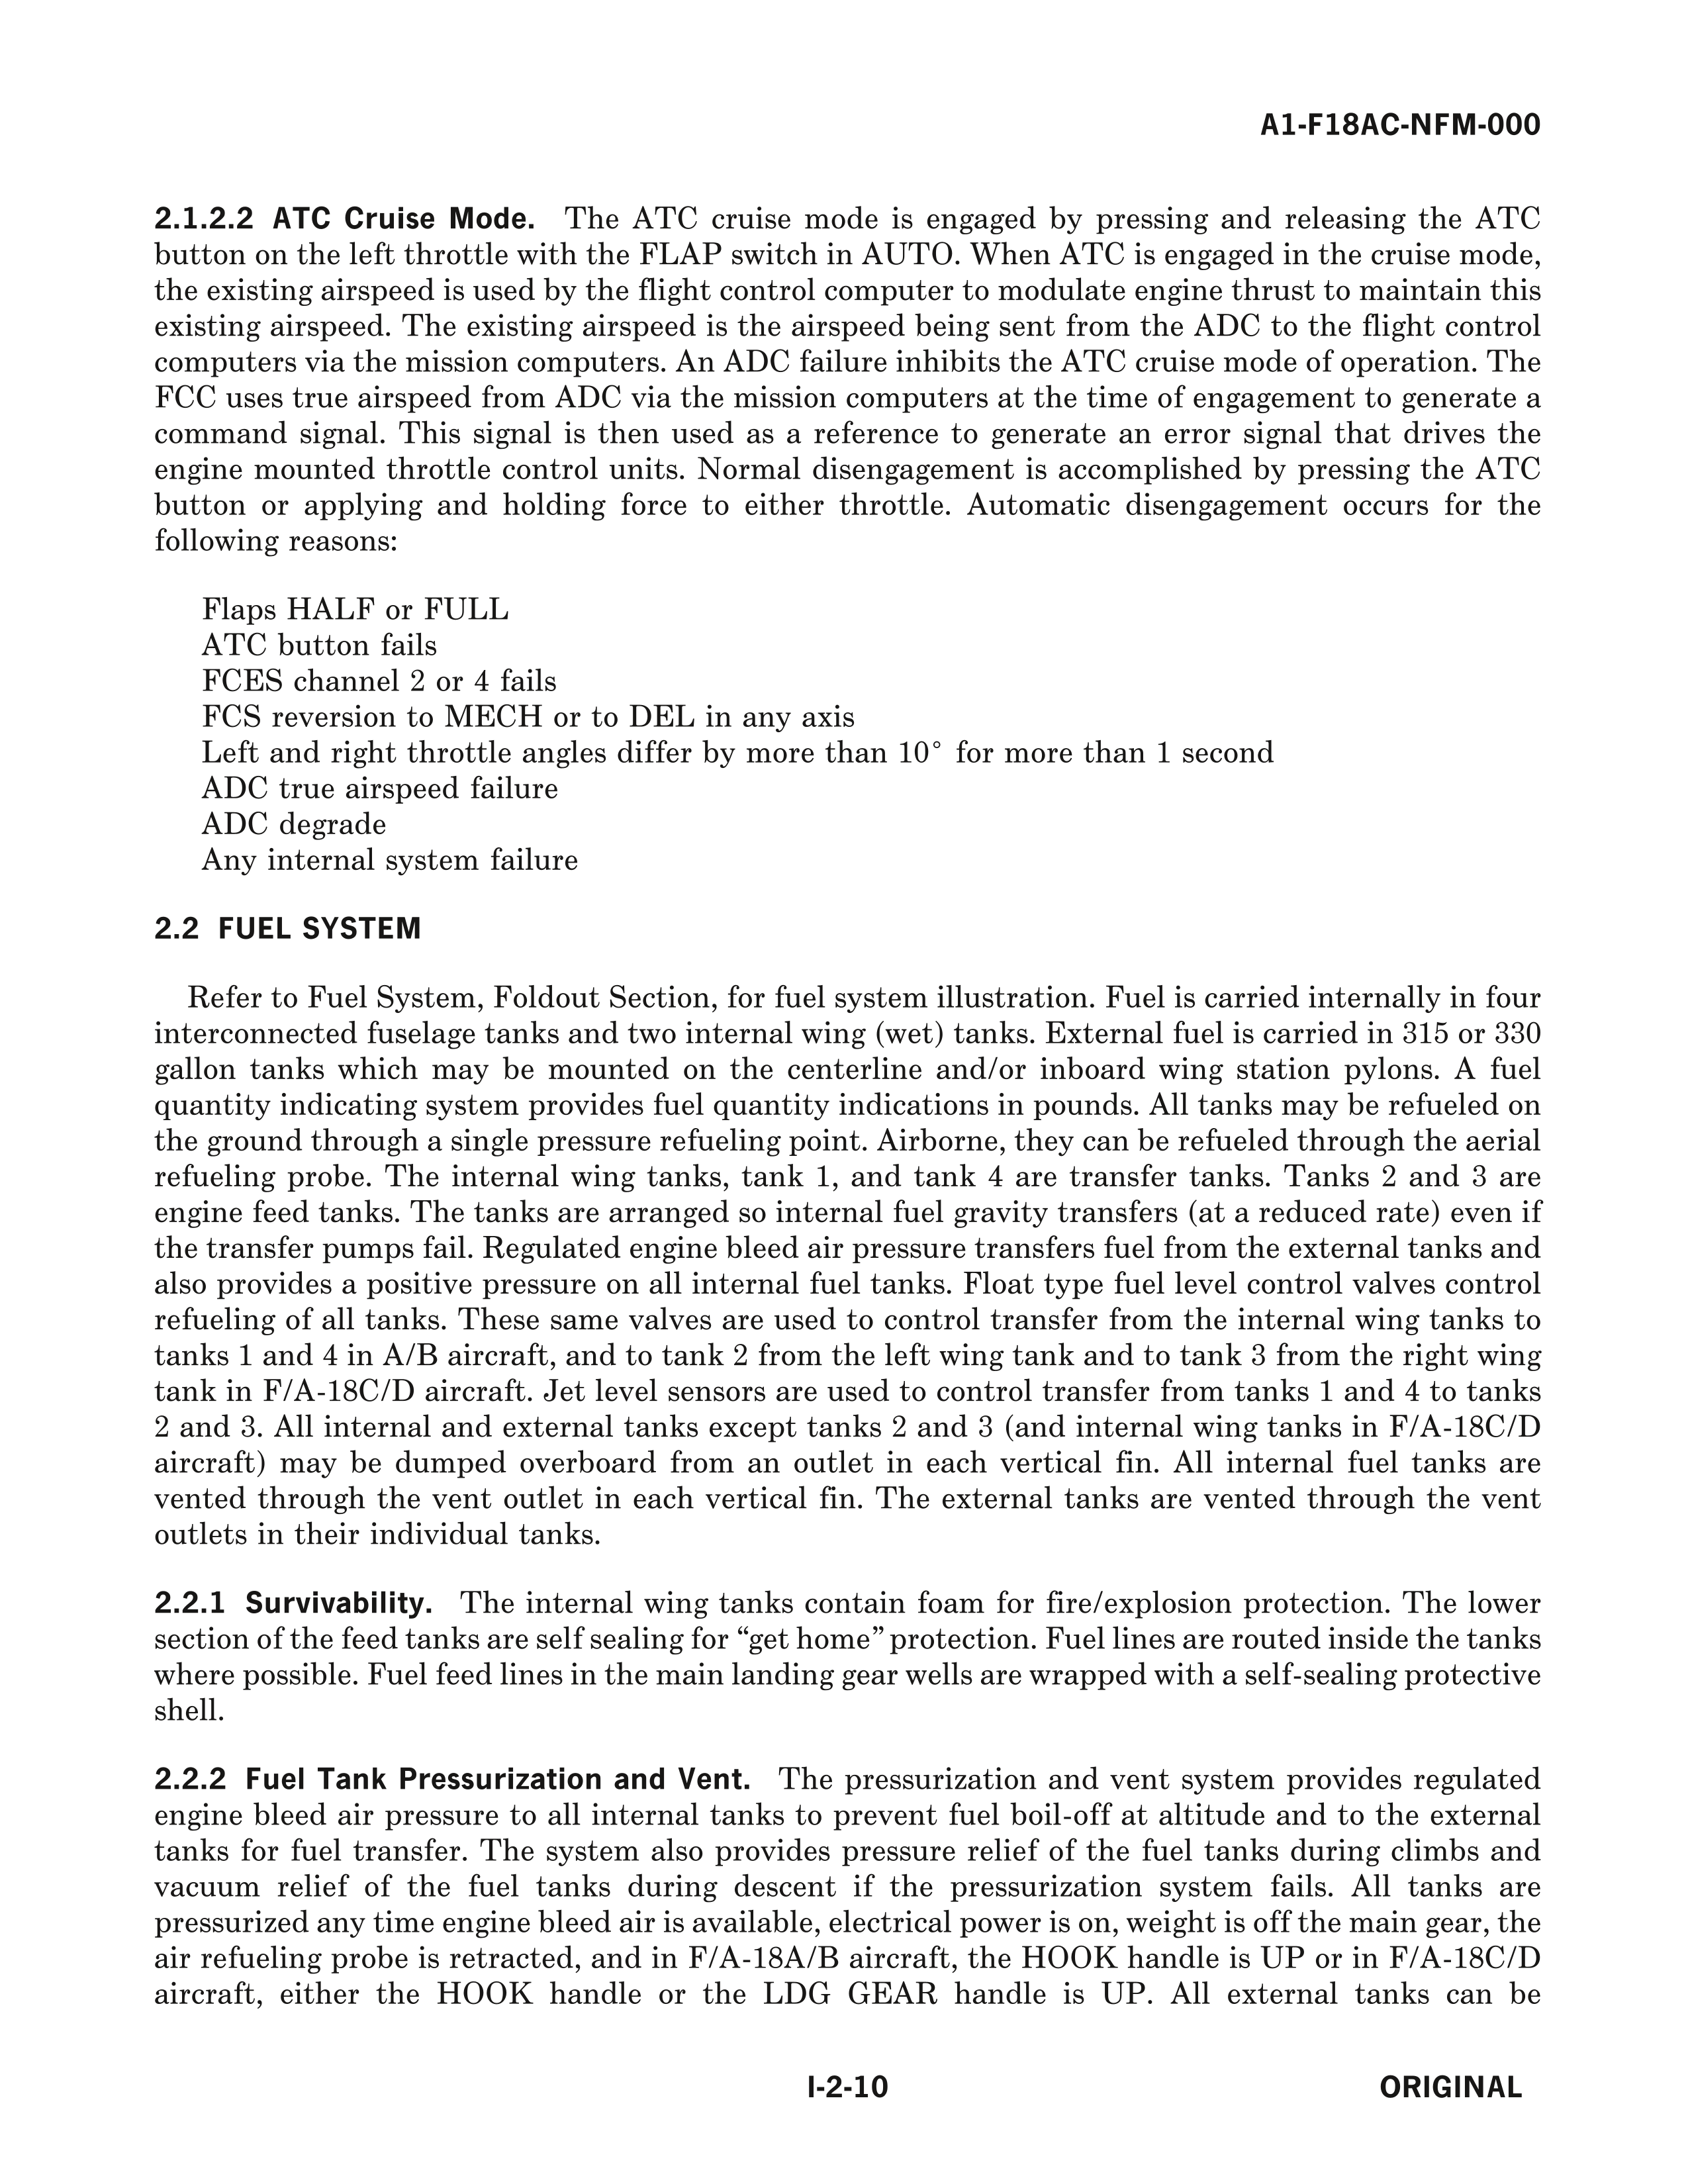 A1-F18AC-NFM-000
2.1.2.2 ATC Cruise Mode. The ATC cruise mode is engaged by pressing and releasing the ATC
button on the left throttle with the FLAP switch in AUTO. When ATC is engaged in the cruise mode,
the existing airspeed is used by the flight control computer to modulate engine thrust to maintain this
existing airspeed. The existing airspeed is the airspeed being sent from the ADC to the flight control
computers via the mission computers. An ADC failure inhibits the ATC cruise mode of operation. The
FCC uses true airspeed from ADC via the mission computers at the time of engagement to generate a
command signal. This signal is then used as a reference to generate an error signal that drives the
engine mounted throttle control units. Normal disengagement is accomplished by pressing the ATC
button or applying and holding force to either throttle. Automatic disengagement occurs for the
following reasons:
Flaps HALF or FULL
ATC button fails
FCES channel 2 or 4 fails
FCS reversion to MECH or to DEL in any axis
Left and right throttle angles differ by more than 10° for more than 1 second
ADC true airspeed failure
ADC degrade
Any internal system failure
2.2 FUEL SYSTEM
Refer to Fuel System, Foldout Section, for fuel system illustration. Fuel is carried internally in four
interconnected fuselage tanks and two internal wing (wet) tanks. External fuel is carried in 315 or 330
gallon tanks which may be mounted on the centerline and/or inboard wing station pylons. A fuel
quantity indicating system provides fuel quantity indications in pounds. All tanks may be refueled on
the ground through a single pressure refueling point. Airborne, they can be refueled through the aerial
refueling probe. The internal wing tanks, tank 1, and tank 4 are transfer tanks. Tanks 2 and 3 are
engine feed tanks. The tanks are arranged so internal fuel gravity transfers (at a reduced rate) even if
the transfer pumps fail. Regulated engine bleed air pressure transfers fuel from the external tanks and
also provides a positive pressure on all internal fuel tanks. Float type fuel level control valves control
refueling of all tanks. These same valves are used to control transfer from the internal wing tanks to
tanks 1 and 4 in A/B aircraft, and to tank 2 from the left wing tank and to tank 3 from the right wing
tank in F/A-18C/D aircraft. Jet level sensors are used to control transfer from tanks 1 and 4 to tanks
2 and 3. All internal and external tanks except tanks 2 and 3 (and internal wing tanks in F/A-18C/D
aircraft) may be dumped overboard from an outlet in each vertical fin. All internal fuel tanks are
vented through the vent outlet in each vertical fin. The external tanks are vented through the vent
outlets in their individual tanks.
2.2.1 Survivability. The internal wing tanks contain foam for fire/explosion protection. The lower
section of the feed tanks are self sealing for “get home” protection. Fuel lines are routed inside the tanks
where possible. Fuel feed lines in the main landing gear wells are wrapped with a self-sealing protective
shell.
2.2.2 Fuel Tank Pressurization and Vent. The pressurization and vent system provides regulated
engine bleed air pressure to all internal tanks to prevent fuel boil-off at altitude and to the external
tanks for fuel transfer. The system also provides pressure relief of the fuel tanks during climbs and
vacuum relief of the fuel tanks during descent if the pressurization system fails. All tanks are
pressurized any time engine bleed air is available, electrical power is on, weight is off the main gear, the
air refueling probe is retracted, and in F/A-18A/B aircraft, the HOOK handle is UP or in F/A-18C/D
aircraft, either the HOOK handle or the LDG GEAR handle is UP. All external tanks can be
I-2-10
ORIGINAL